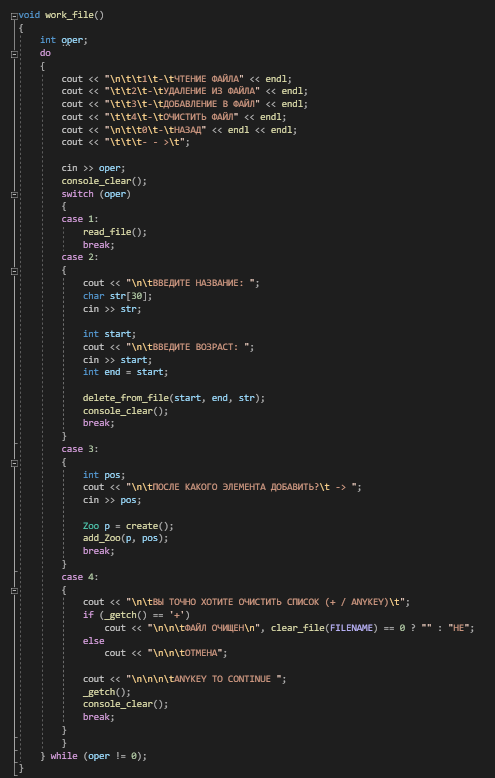 void work_file()
{
    int oper;
    do
    {
        cout << "\n\t\t1\t-\tЧТЕНИЕ ФАЙЛА" << endl;
        cout << "\t\t2\t-\tУДАЛЕНИЕ ИЗ ФАЙЛА" << endl;
        cout << "\t\t3\t-\tДОБАВЛЕНИЕ В ФАЙЛ" << endl;
        cout << "\t\t4\t-\tОЧИСТИТЬ ФАЙЛ" << endl;
        cout << "\n\t\t0\t-\tНАЗАД" << endl << endl;
        cout << "\t\t\t- - >\t";

        cin >> oper;
        console_clear();
        switch (oper)
        {
        case 1:
            read_file();
            break;
        case 2:
        {
            cout << "\n\tВВЕДИТЕ НАЗВАНИЕ: ";
            char str[30];
            cin >> str;

            int start;
            cout << "\n\tВВЕДИТЕ ВОЗРАСТ: ";
            cin >> start;
            int end = start;

            delete_from_file(start, end, str);
            console_clear();
            break;
        }
        case 3:
        {
            int pos;
            cout << "\n\tПОСЛЕ КАКОГО ЭЛЕМЕНТА ДОБАВИТЬ?\t -> ";
            cin >> pos;

            Zoo p = create();
            add_Zoo(p, pos);
            break;
        }
        case 4:
        {
            cout << "\n\tВЫ ТОЧНО ХОТИТЕ ОЧИСТИТЬ СПИСОК (+ / ANYKEY)\t";
            if (_getch() == '+')
                cout << "\n\n\tФАЙЛ ОЧИЩЕН\n", clear_file(FILENAME) == 0 ? "" : "НЕ";
            else
                cout << "\n\n\tОТМЕНА";

            cout << "\n\n\n\tANYKEY TO CONTINUE ";
            _getch();
            console_clear();
            break;
        }
        }
    } while (oper != 0);
}